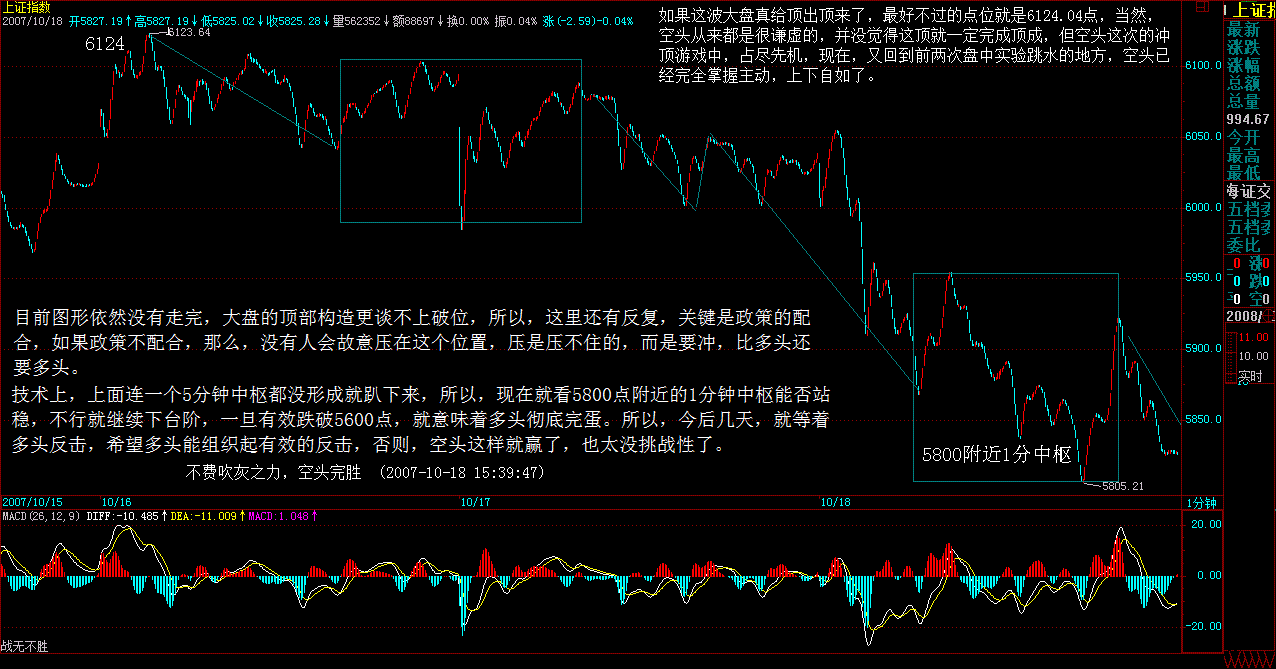 上证指数
2007/10/18 开5827.19↑高5827.19↓低5825.02↓收5825.28↓量562352↓额88697↓换0.00% 振0.04% 涨(-2.59)-0.04%
如果这波大盘真给顶出顶来了，最好不过的点位就是6124.04点，当然，
空头从来都是很谦虚的，并没觉得这顶就一定完成顶成，但空头这次的冲
顶游戏中，占尽先机，现在，又回到前两次盘中实验跳水的地方，空头已
经完全掌握主动，上下自如了。
6124
6123.64
6100.0
6050.0
6000.0
5950.0
5900.0
5850.0
目前图形依然没有走完，大盘的顶部构造更谈不上破位，所以，这里还有反复，关键是政策的配
合，如果政策不配合，那么，没有人会故意压在这个位置，压是压不住的，而是要冲，比多头还
要多头。
技术上，上面连一个5分钟中枢都没形成就趴下来，所以，现在就看5800点附近的1分钟中枢能否站
稳，不行就继续下台阶，一旦有效跌破5600点，就意味着多头彻底完蛋。所以，今后几天，就等着
多头反击，希望多头能组织起有效的反击，否则，空头这样就赢了，也太没挑战性了。
不费吹灰之力，空头完胜 （2007-10-18 15:39:47）
5800附近1分中枢
5805.21
2007/10/15 10/16 10/17 10/18 1分钟
MACD(26,12,9) DIFF:-10.485↑DEA:-11.009↑MACD:1.048↑
20.00
0.00
-20.00
战无不胜
上证指
最新
涨跌
涨幅
总额
总量
994.67
今开
最高
最低
海证交
五档
五档
委比
0 涨0
0 跌0
0 空0
2008/
11.00
10.00
实时